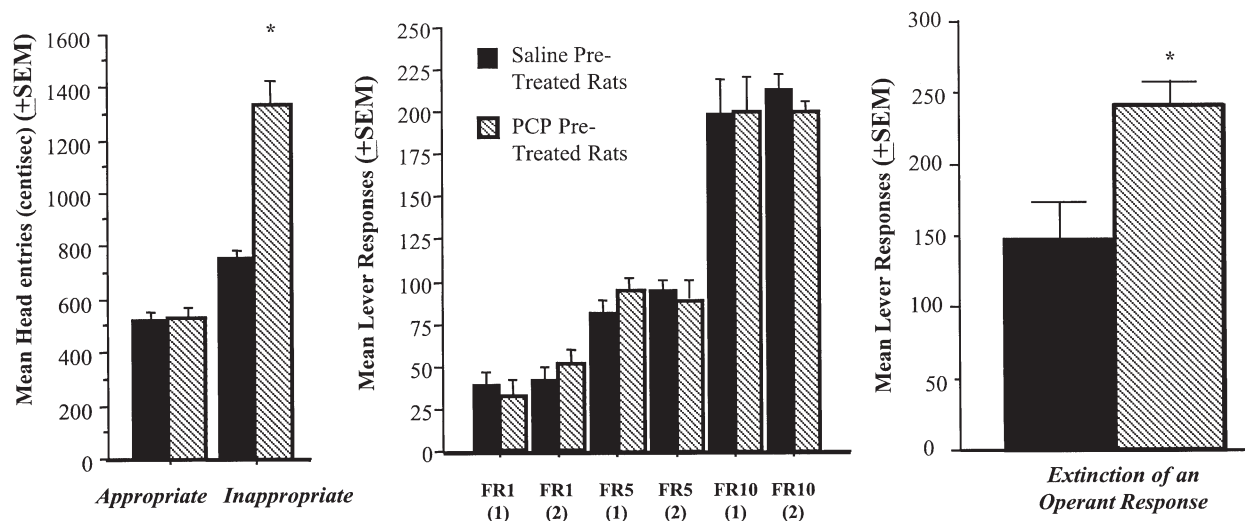 Mean Head entries (centisec) (±SEM)
1600
1400
1200
1000
800
600
400
200
0
*
Appropriate
Inappropriate
Mean Lever Responses (±SEM)
250
225
200
175
150
125
100
75
50
25
0
Saline Pre-
Treated Rats
PCP Pre-
Treated Rats
FR1
(1)
FR1
(2)
FR5
(1)
FR5
(2)
FR10
(1)
FR10
(2)
Mean Lever Responses (±SEM)
300
250
200
150
100
50
0
*
Extinction of an
Operant Response